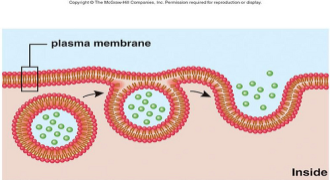 Copyright © The McGraw-Hill Companies, Inc. Permission required for reproduction or display.
plasma membrane
Inside